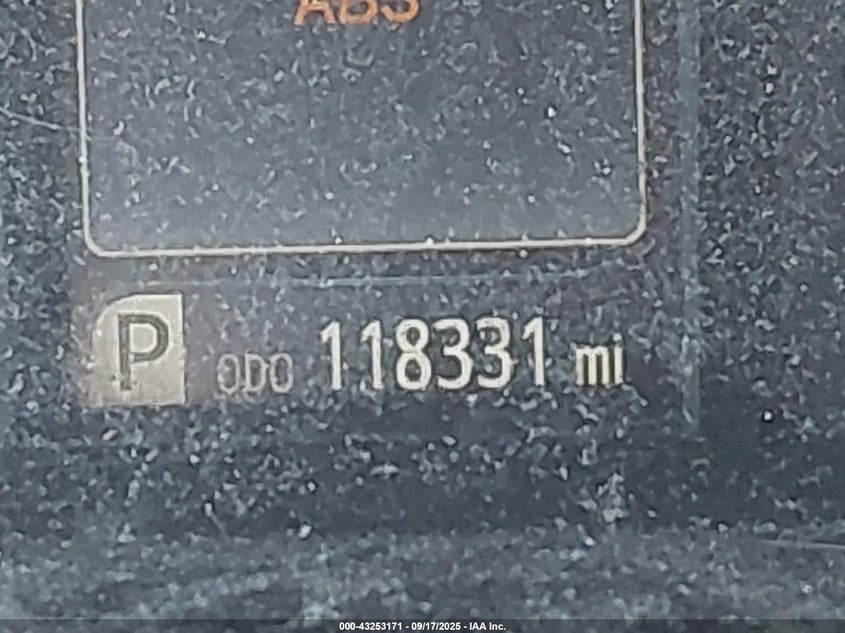 ABS
P ODO 118331 mi
000-43253171 - 09/17/2025 - IAA Inc.